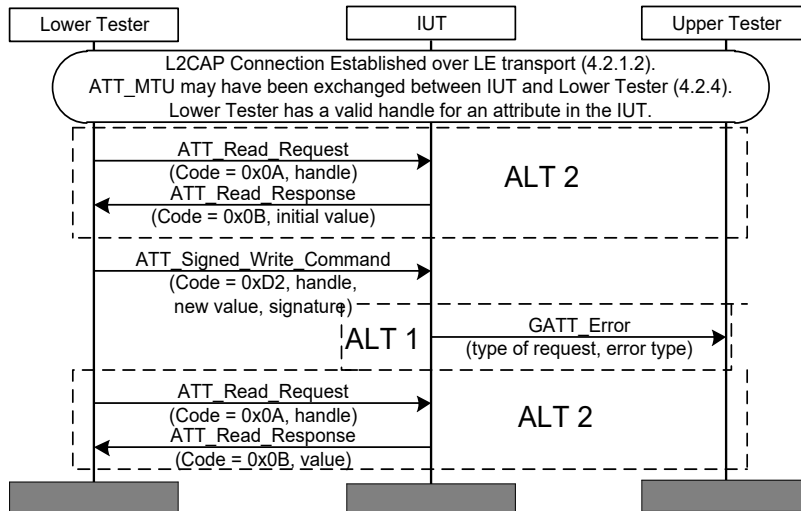 Lower Tester
IUT
Upper Tester
L2CAP Connection Established over LE transport (4.2.1.2).
ATT_MTU may have been exchanged between IUT and Lower Tester (4.2.4).
Lower Tester has a valid handle for an attribute in the IUT.
ATT_Read_Request
(Code = 0x0A, handle)
ALT 2
ATT_Read_Response
(Code = 0x0B, initial value)
ATT_Signed_Write_Command
(Code = 0xD2, handle,
new value, signature)
ALT 1
GATT_Error
(type of request, error type)
ATT_Read_Request
(Code = 0x0A, handle)
ALT 2
ATT_Read_Response
(Code = 0x0B, value)